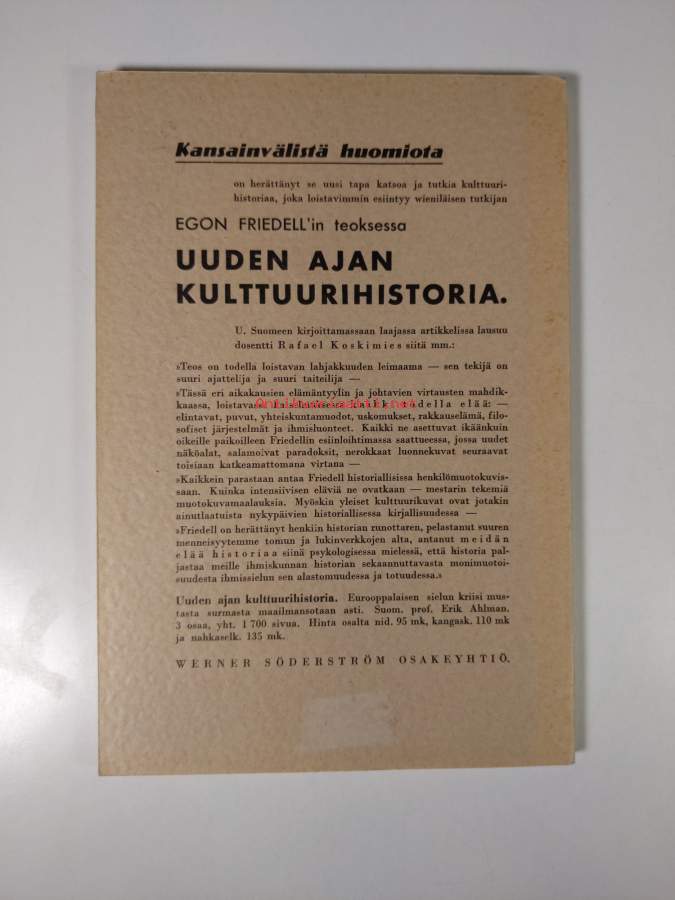 Kansainvälistä huomiota
on herättänyt se uusi tapa katsoa ja tutkia kulttuuri-
historiaa, joka loistavimmin esiintyy wieniläisen tutkijan
EGON FRIEDELL'in teoksessa
UUDEN AJAN
KULTTUURIHISTORIA.
U. Suomeen kirjoittamassaan laajassa artikkelissa lausuu
dosentti Rafael Koskimies siitä mm.:
»Teos on todella loistavan lahjakkuuden leimaama — sen tekijä on
suuri ajattelija ja suuri taiteilija —
»Tässä eri aikakausien elämäntyylin ja johtavien virtausten mahdik-
kaassa, loistavassa kaikki todella elää: —
elintavat, puvut, yhteiskuntamuodot, uskomukset, rakkauselämä, filo-
sofiset järjestelmät ja ihmisluonteet. Kaikki ne asettuvat ikäänkuin
oikeille paikoilleen Friedellin esiinloihtimassa saattueessa, jossa uudet
näköalat, salamoivat paradoksit, nerokkaat luonnekuvat seuraavat
toisiaan katkeamattomana virtana —
»Kaikkein parastaan antaa Friedell historiallisissa henkilömuotokuvis-
saan. Kuinka intensiivisen eläviä ne ovatkaan — mestarin tekemiä
muotokuvamaalauksia. Myöskin yleiset kulttuurikuvat ovat jotakin
ainutlaatuista nykypäivien historiallisessa kirjallisuudessa —
»Friedell on herättänyt henkiin historian runottaren, pelastanut suuren
menneisyytemme tomun ja lukinverkkojen alta, antanut meidän
elää historiaa siinä psykologisessa mielessä, että historia pal-
jastaa meille ihmiskunnan historian sekaannuttavasta monimuotoi-
suudesta ihmissielun sen alastomuudessa ja totuudessa.»
Uuden ajan kulttuurihistoria. Eurooppalaisen sielun kriisi mus-
tasta surmasta maailmansotaan asti. Suom. prof. Erik Ahlman.
3 osaa, yht. 1 700 sivua. Hinta osalta nid. 95 mk, kangask. 110 mk
ja nahkaselk. 135 mk.
WERNER SÖDERSTRÖM OSAKEYHTIÖ.